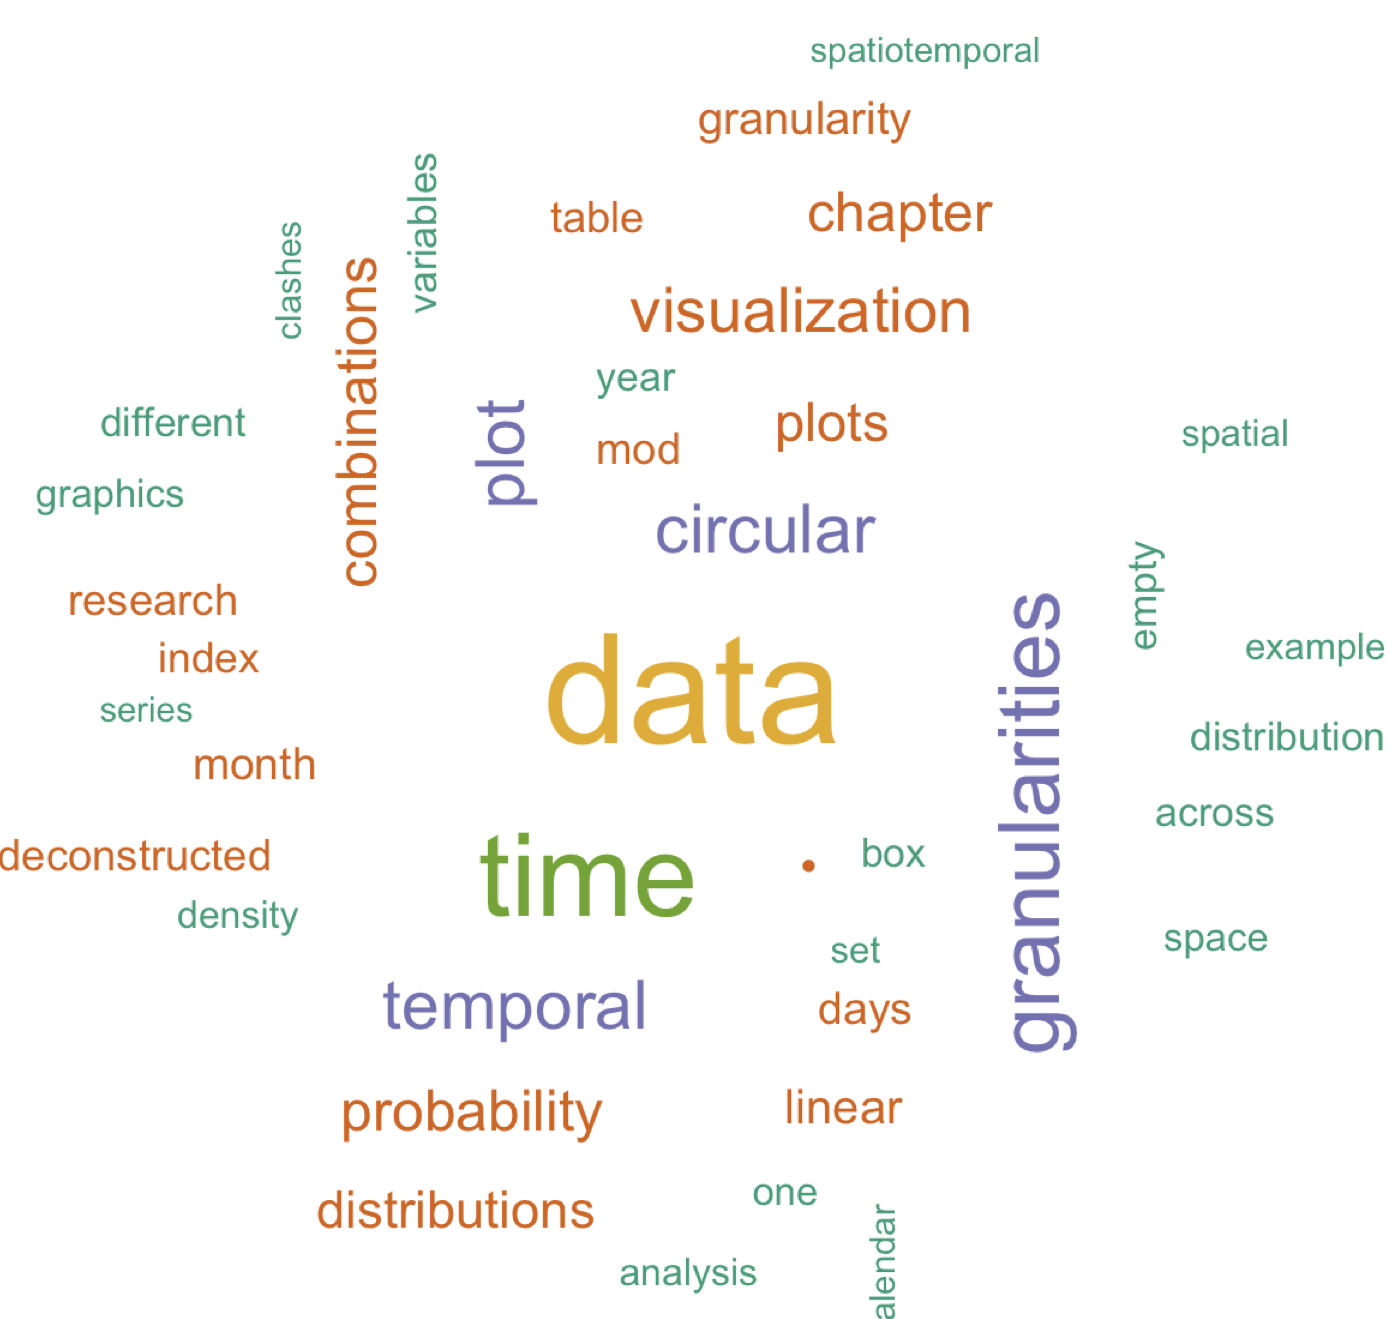 spatiotemporal
granularity
variables
table
chapter
clashes
combinations
visualization
year
plot
different
plots
mod
spatial
graphics
circular
empty
research
granularities
example
index
data
series
distribution
month
across
time
•
box
deconstructed
density
space
set
temporal
days
probability
linear
one
distributions
alendar
analysis